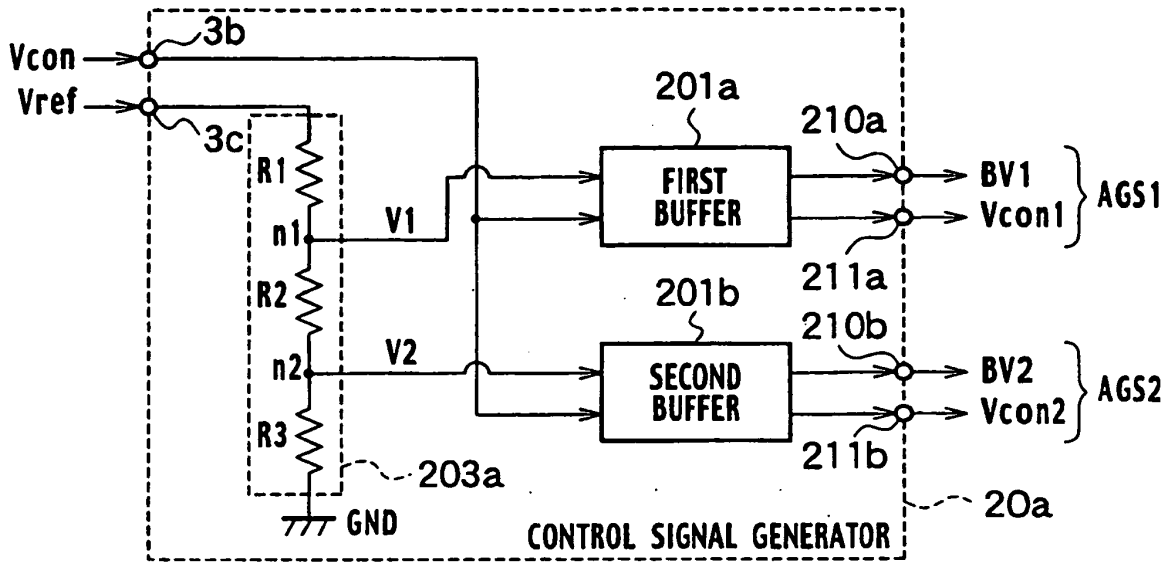 3b
Vcon
Vref
3c
R1
n1
V1
R2
n2
V2
R3
203a
GND
201a
FIRST
BUFFER
210a
BV1
Vcon1
AGS1
211a
201b
SECOND
BUFFER
210b
BV2
Vcon2
AGS2
211b
20a
CONTROL SIGNAL GENERATOR